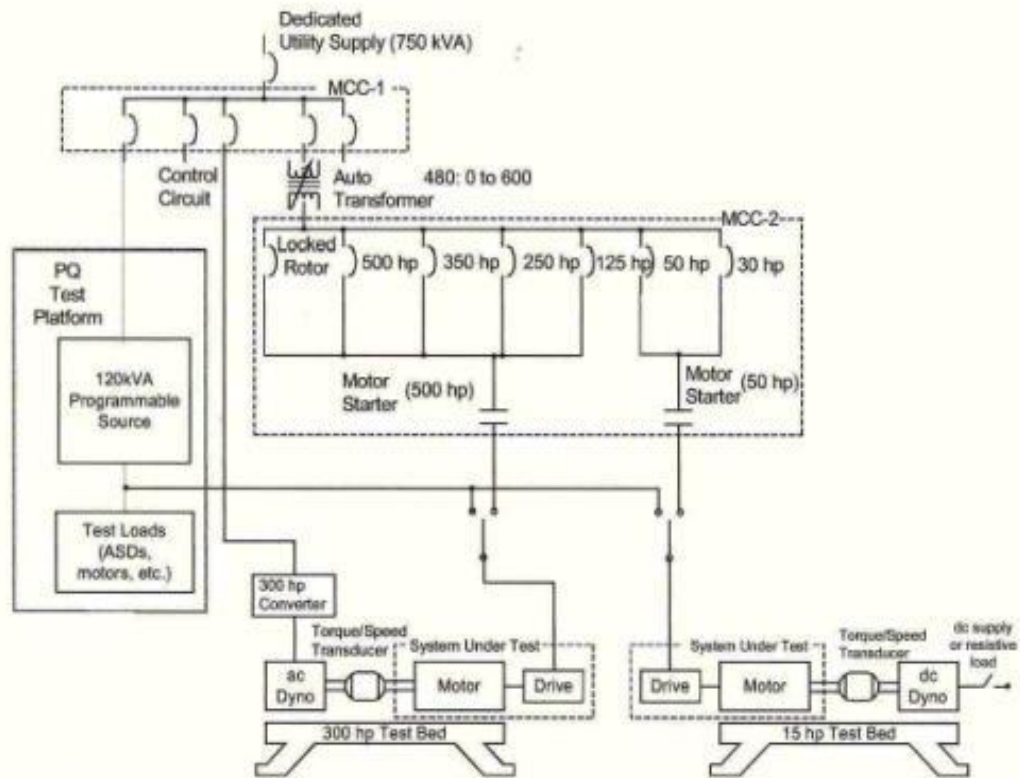 Dedicated
Utility Supply (750 kVA)
MCC-1
Control
Circuit
Auto
Transformer
480: 0 to 600
MCC-2
Locked
Rotor
500 hp
350 hp
250 hp
125 hp
50 hp
30 hp
PQ
Test
Platform
120kVA
Programmable
Source
Motor
Starter
(500 hp)
Motor
Starter
(50 hp)
Test Loads
(ASDs,
motors, etc.)
300 hp
Converter
Torque/Speed
Transducer
System Under Test
ac
Dyno
Motor
Drive
300 hp Test Bed
System Under Test
Torque/Speed
Transducer
dc supply
or resistive
load
Drive
Motor
dc
Dyno
15 hp Test Bed